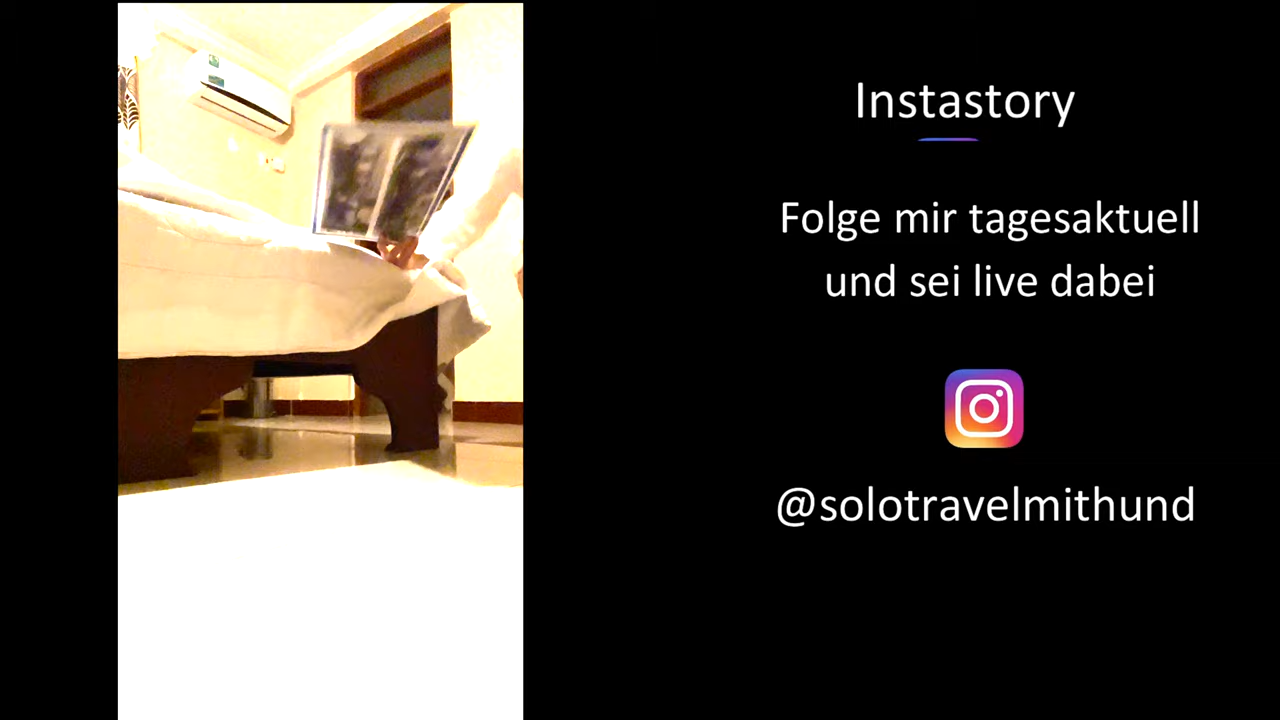 Instastory
Folge mir tagesaktuell
und sei live dabei
@solotravelmithund